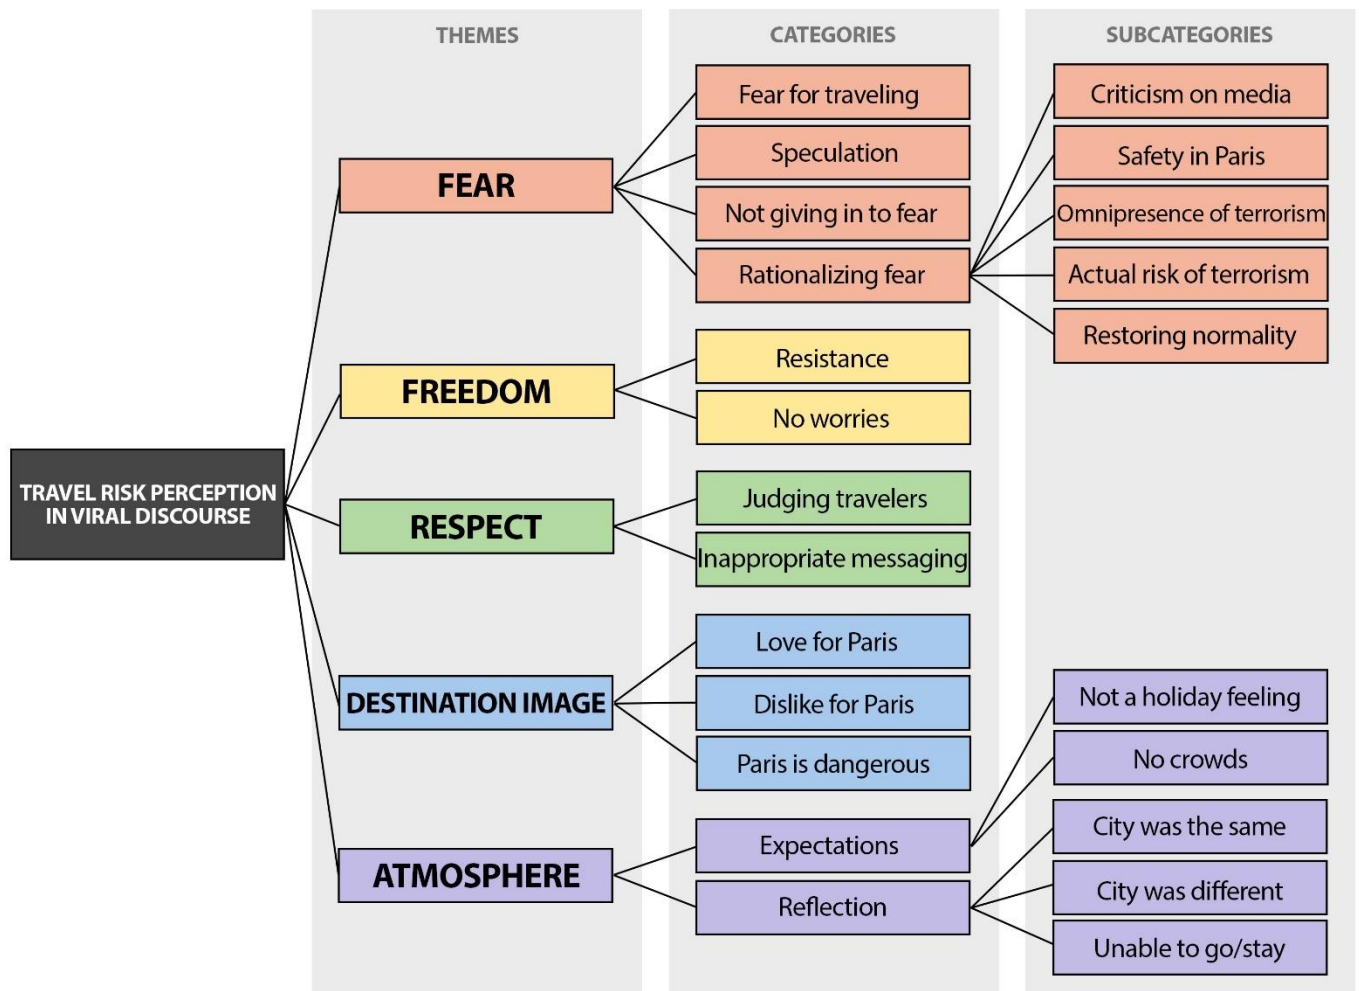 THEMES
CATEGORIES
SUBCATEGORIES
TRAVEL RISK PERCEPTION
IN VIRAL DISCOURSE
FEAR
Fear for traveling
Speculation
Not giving in to fear
Rationalizing fear
Criticism on media
Safety in Paris
Omnipresence of terrorism
Actual risk of terrorism
Restoring normality
FREEDOM
Resistance
No worries
RESPECT
Judging travelers
Inappropriate messaging
DESTINATION IMAGE
Love for Paris
Dislike for Paris
Paris is dangerous
ATMOSPHERE
Expectations
Reflection
Not a holiday feeling
No crowds
City was the same
City was different
Unable to go/stay